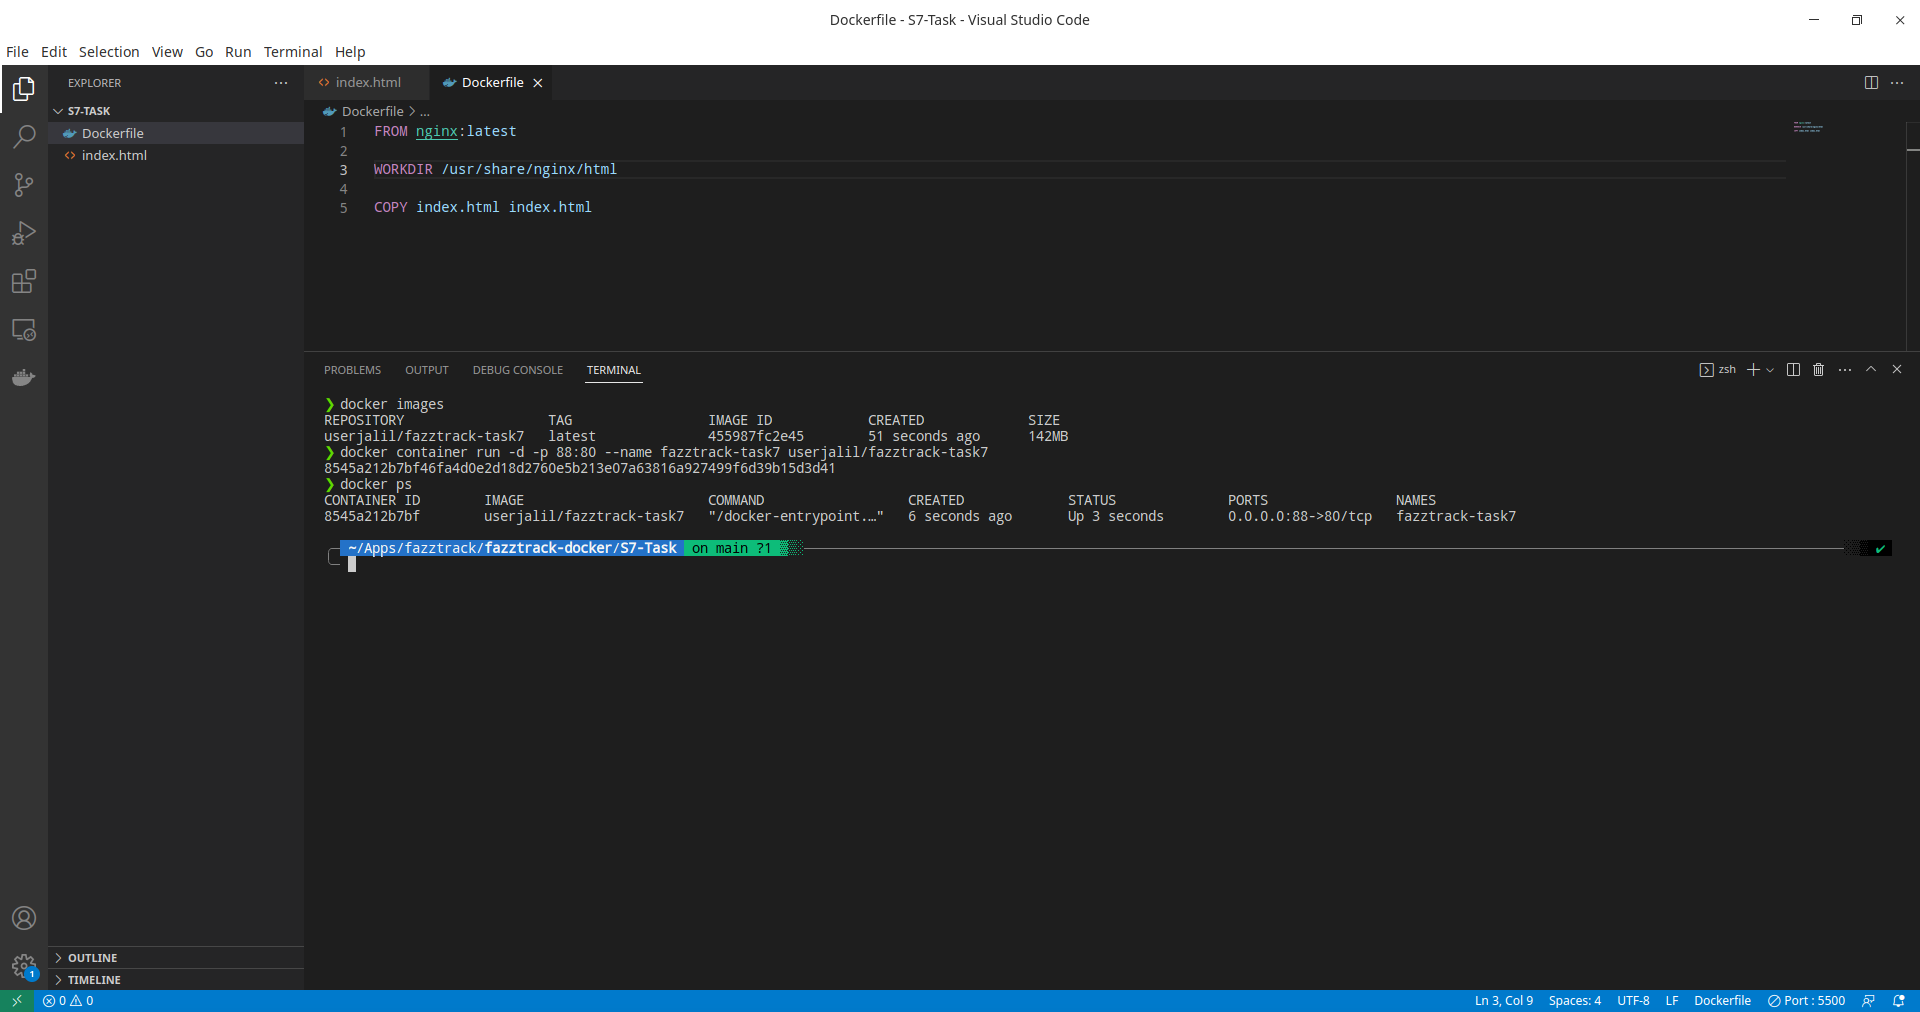 Dockerfile - S7-Task - Visual Studio Code
File Edit Selection View Go Run Terminal Help
EXPLORER
S7-TASK
Dockerfile
index.html
OUTLINE
TIMELINE
index.html Dockerfile
Dockerfile > ...
1 FROM nginx:latest
2
3 WORKDIR /usr/share/nginx/html
4
5 COPY index.html index.html
PROBLEMS OUTPUT DEBUG CONSOLE TERMINAL zsh
❯ docker images
REPOSITORY TAG IMAGE ID CREATED SIZE
userjalil/fazztrack-task7 latest 455987fc2e45 51 seconds ago 142MB
❯ docker container run -d -p 88:80 --name fazztrack-task7 userjalil/fazztrack-task7
8545a212b7bf46fa4d0e2d18d2760e5b213e07a63816a927499f6d39b15d3d41
❯ docker ps
CONTAINER ID IMAGE COMMAND CREATED STATUS PORTS NAMES
8545a212b7bf userjalil/fazztrack-task7 "/docker-entrypoint.…" 6 seconds ago Up 3 seconds 0.0.0.0:88->80/tcp fazztrack-task7
~/Apps/fazztrack/fazztrack-docker/S7-Task on main ?1 ✔
1
0 0 Ln 3, Col 9 Spaces: 4 UTF-8 LF Dockerfile Port : 5500